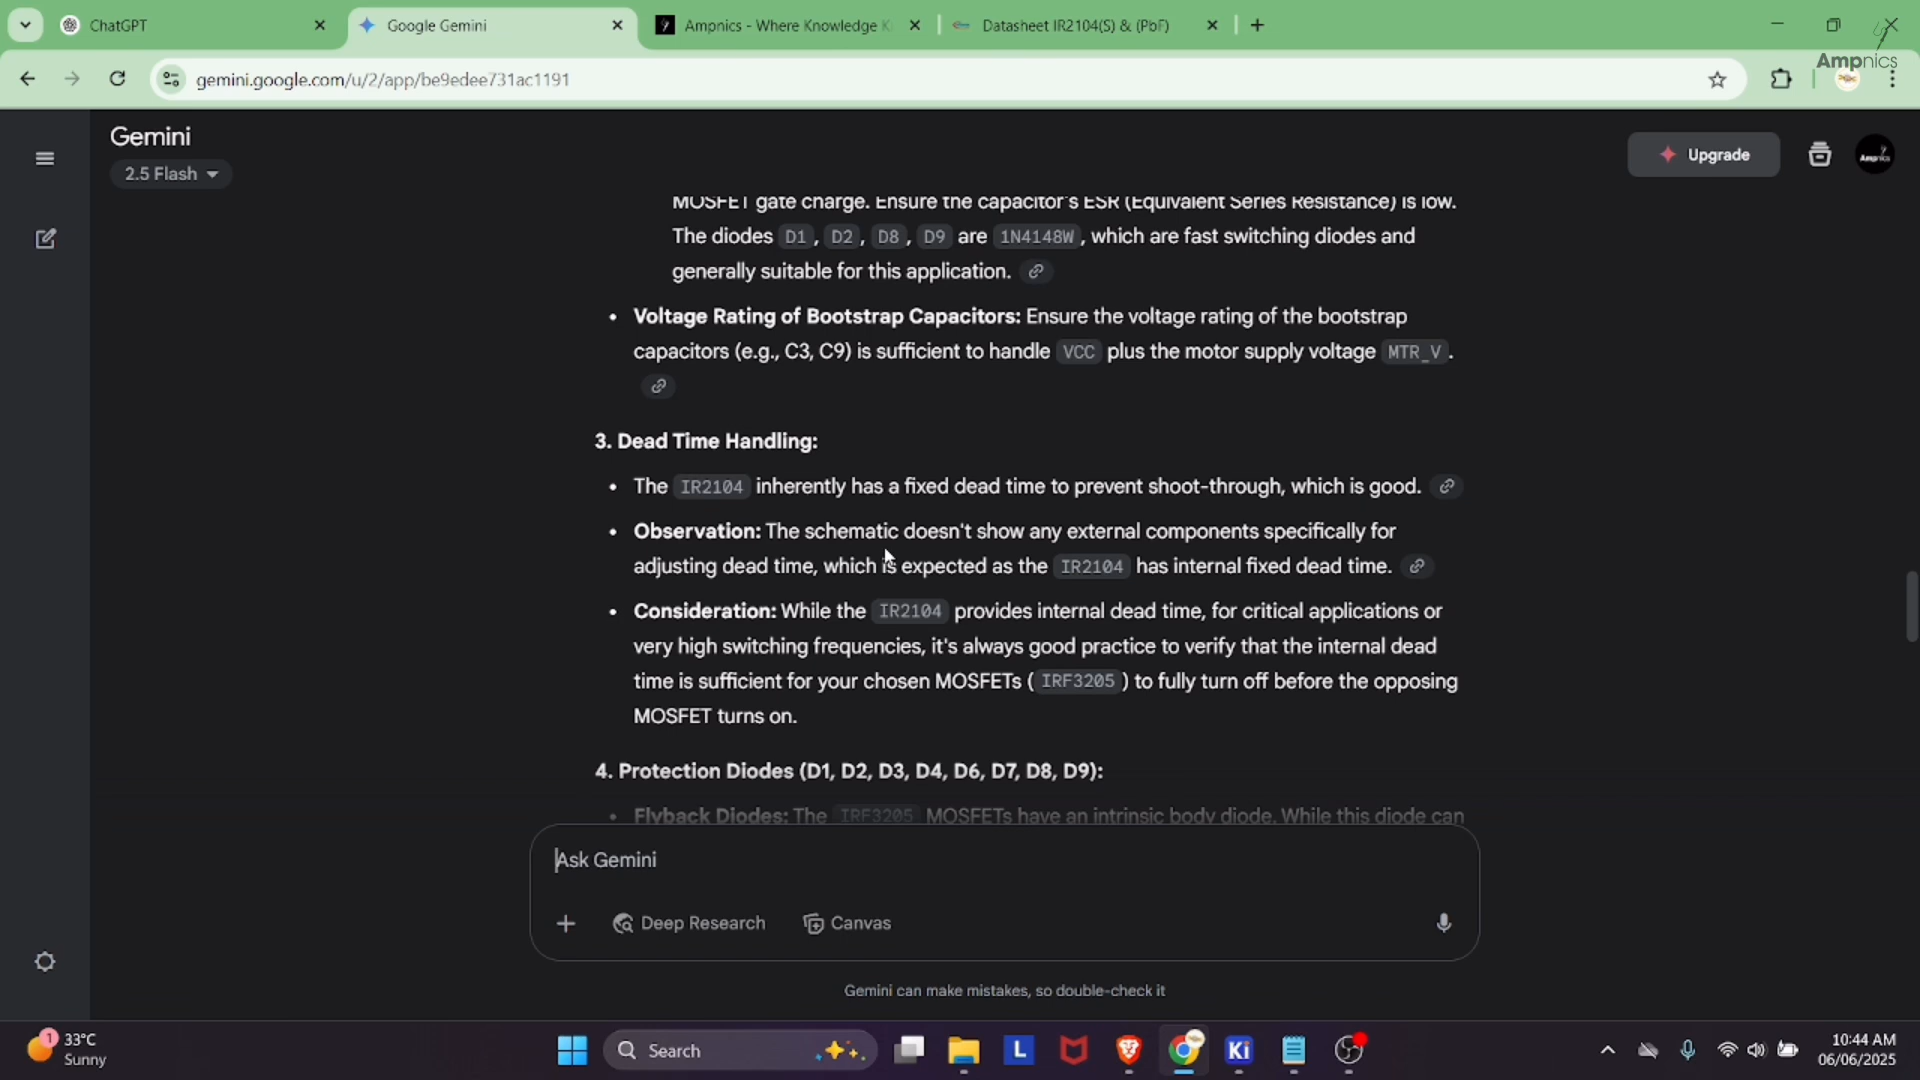 ChatGPT
Google Gemini
Ampnics - Where Knowledge K
Datasheet IR2104(S) & (PbF)
Ampnics
gemini.google.com/u/2/app/be9edee731ac1191
Gemini
2.5 Flash
Upgrade
MOSFET gate charge. Ensure the capacitor's ESR (Equivalent Series Resistance) is low.
The diodes D1, D2, D8, D9 are 1N4148W, which are fast switching diodes and
generally suitable for this application.
• Voltage Rating of Bootstrap Capacitors: Ensure the voltage rating of the bootstrap
capacitors (e.g., C3, C9) is sufficient to handle VCC plus the motor supply voltage MTR_V.
3. Dead Time Handling:
• The IR2104 inherently has a fixed dead time to prevent shoot-through, which is good.
• Observation: The schematic doesn't show any external components specifically for
adjusting dead time, which is expected as the IR2104 has internal fixed dead time.
• Consideration: While the IR2104 provides internal dead time, for critical applications or
very high switching frequencies, it's always good practice to verify that the internal dead
time is sufficient for your chosen MOSFETs ( IRF3205 ) to fully turn off before the opposing
MOSFET turns on.
4. Protection Diodes (D1, D2, D3, D4, D6, D7, D8, D9):
• Flyback Diodes: The IRF3205 MOSFETs have an intrinsic body diode. While this diode can
Ask Gemini
Deep Research
Canvas
Gemini can make mistakes, so double-check it
1
33°C
Sunny
Search
L
Ki
10:44 AM
06/06/2025